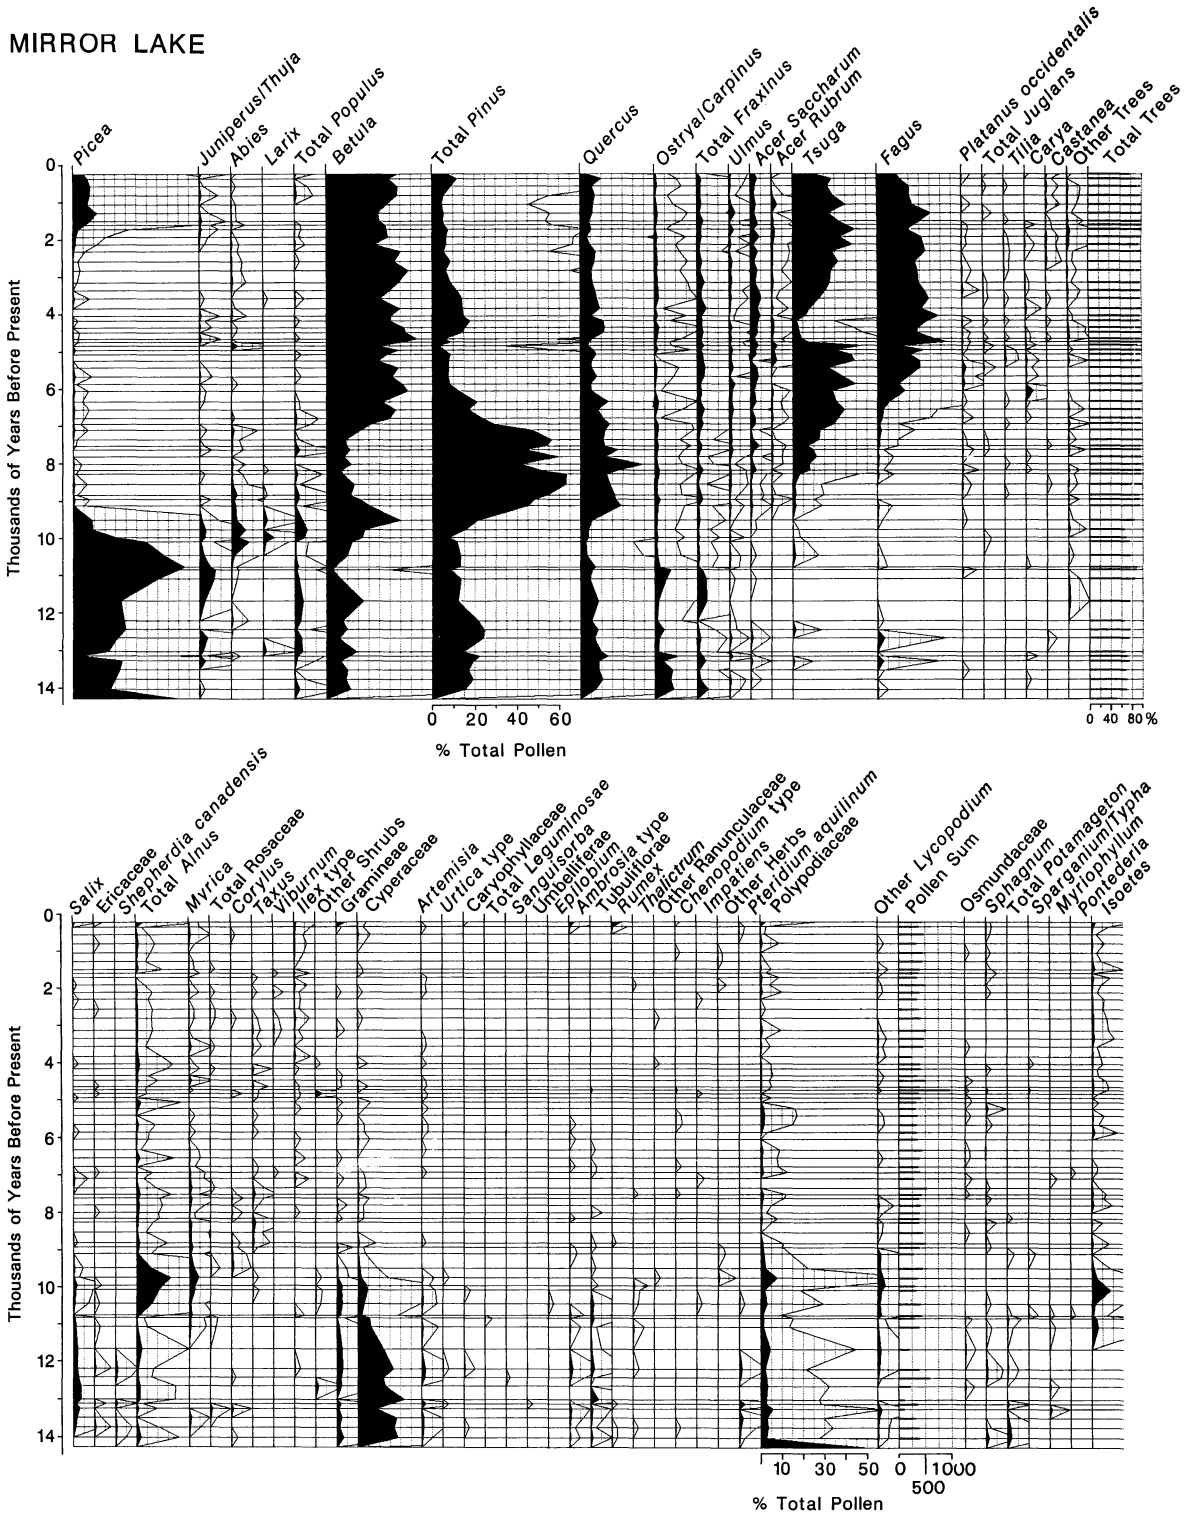 MIRROR LAKE
Picea
Juniperus/Thuja
Abies
Larix
Total Populus
Betula
Total Pinus
Quercus
Ostrya/Carpinus
Total Fraxinus
Ulmus
Acer Saccharum
Acer Rubrum
Tsuga
Fagus
Platanus occidentalis
Total Juglans
Tilia
Carya
Castanea
Other Trees
Total Trees
Thousands of Years Before Present
0
2
4
6
8
10
12
14
0 20 40 60
% Total Pollen
0 40 80 %
Salix
Ericaceae
Shepherdia canadensis
Total Alnus
Myrica
Total Rosaceae
Corylus
Taxus
Viburnum
Ilex type
Other Shrubs
Gramineae
Cyperaceae
Artemisia
Urtica type
Caryophyllaceae
Total Leguminosae
Sanguisorba
Umbelliferae
Epilobium
Ambrosia type
Tubuliflorae
Rumex
Thalictrum
Other Ranunculaceae
Chenopodium type
Impatiens
Other Herbs
Pteridium aquilinum
Polypodiaceae
Other Lycopodium
Pollen Sum
Osmundaceae
Sphagnum
Total Potamageton
Sparganium/Typha
Myriophyllum
Pontederia
Isoetes
Thousands of Years Before Present
0
2
4
6
8
10
12
14
10 30 50 0 1000
500
% Total Pollen